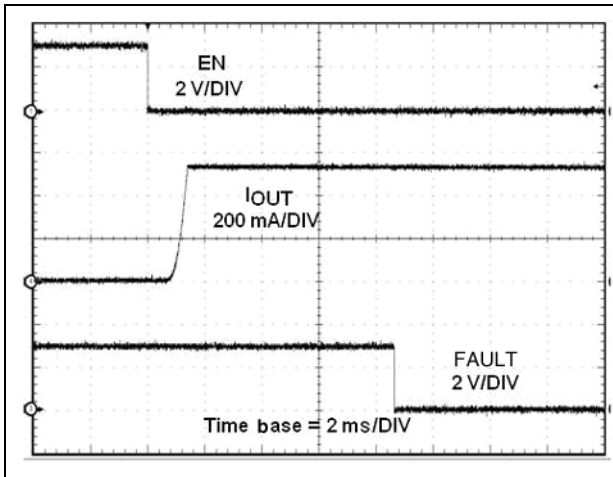 EN
2 V/DIV
IOUT
200 mA/DIV
FAULT
2 V/DIV
Time base = 2 ms/DIV